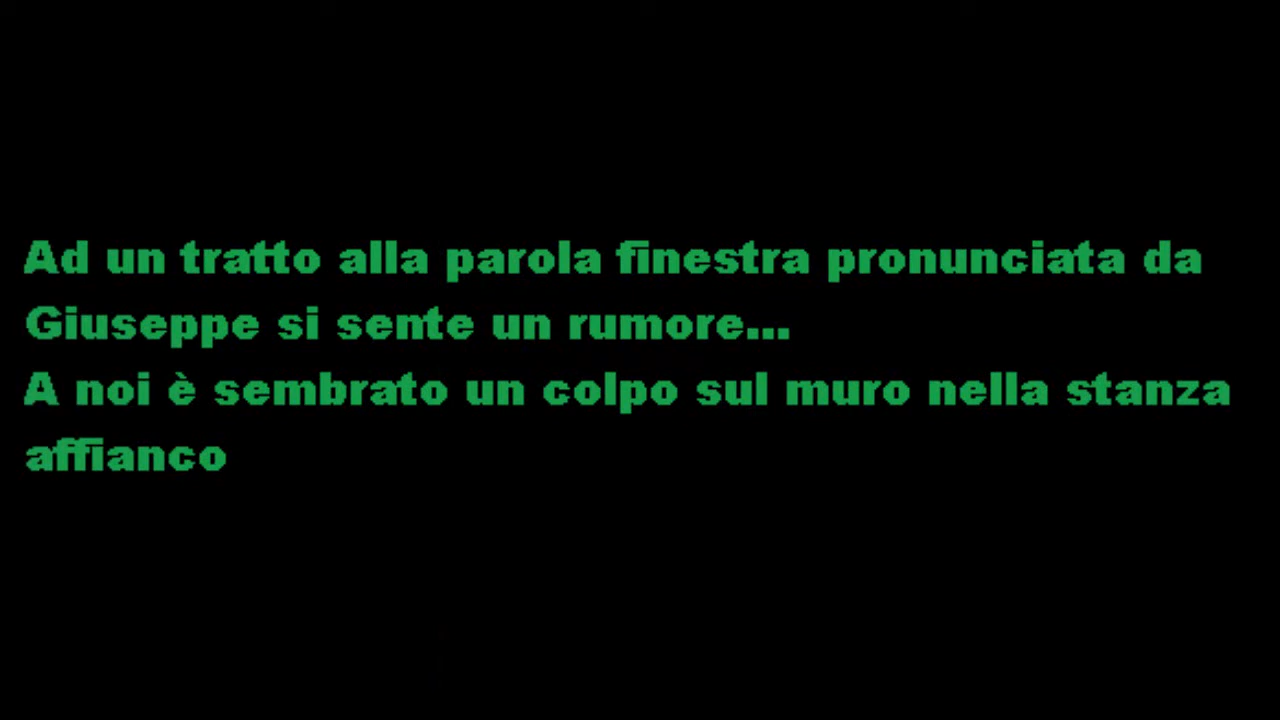 Ad un tratto alla parola finestra pronunciata da
Giuseppe si sente un rumore...
A noi è sembrato un colpo sul muro nella stanza
affianco